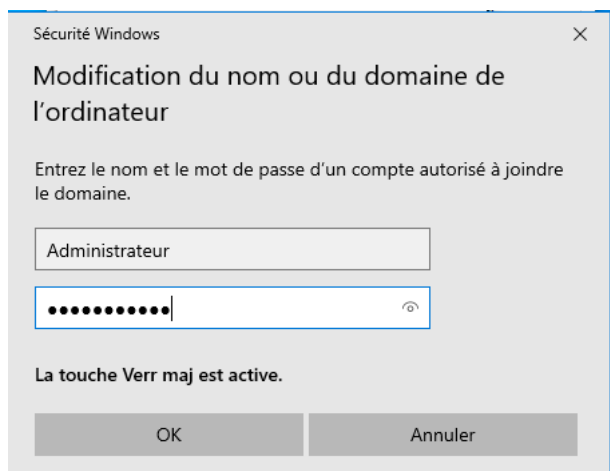 Sécurité Windows
Modification du nom ou du domaine de
l’ordinateur
Entrez le nom et le mot de passe d’un compte autorisé à joindre
le domaine.
Administrateur
●●●●●●●●●●●
La touche Verr maj est active.
OK
Annuler